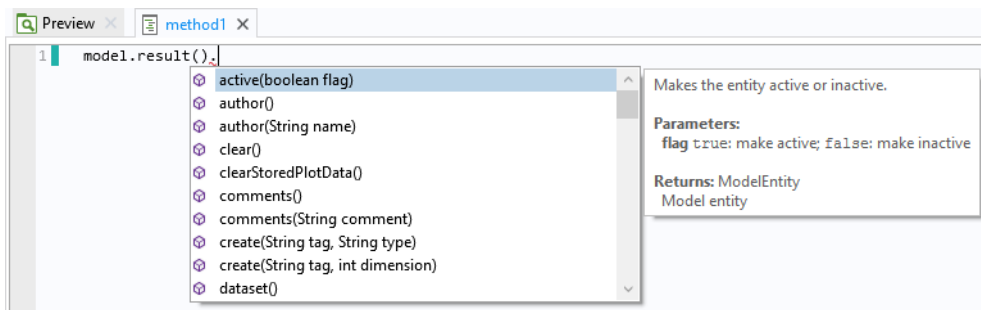 Preview
method1
1 model.result().
active(boolean flag)
author()
author(String name)
clear()
clearStoredPlotData()
comments()
comments(String comment)
create(String tag, String type)
create(String tag, int dimension)
dataset()
Makes the entity active or inactive.
Parameters:
flag true: make active; false: make inactive
Returns: ModelEntity
Model entity